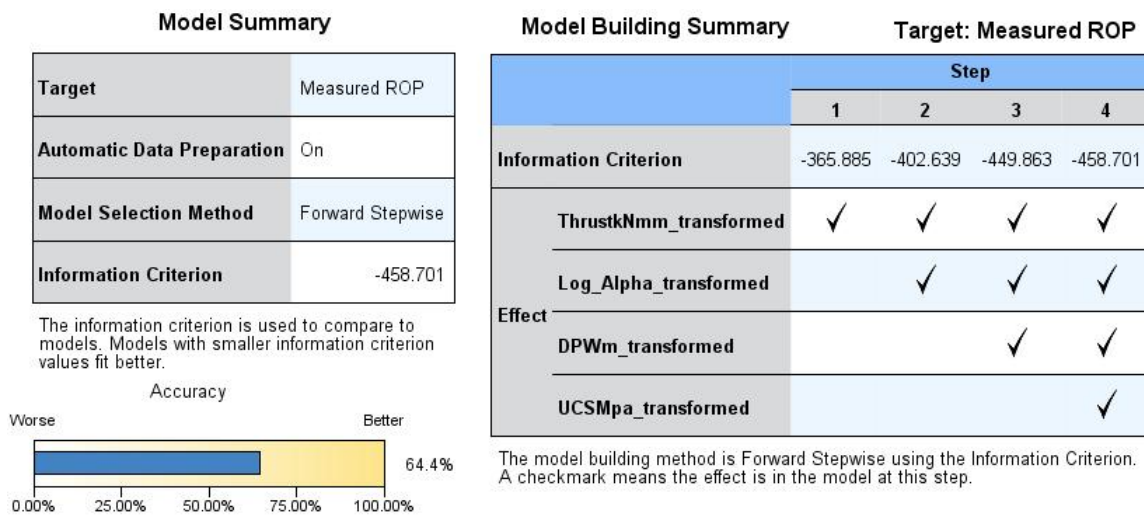 Model Summary
Target Measured ROP
Automatic Data Preparation On
Model Selection Method Forward Stepwise
Information Criterion -458.701
The information criterion is used to compare to
models. Models with smaller information criterion
values fit better.
Accuracy
Worse Better
64.4%
0.00% 25.00% 50.00% 75.00% 100.00%
Model Building Summary Target: Measured ROP
Step
1 2 3 4
Information Criterion -365.885 -402.639 -449.863 -458.701
Effect
ThrustkNmm_transformed ✓ ✓ ✓ ✓
Log_Alpha_transformed ✓ ✓ ✓
DPWm_transformed ✓ ✓
UCSMpa_transformed ✓
The model building method is Forward Stepwise using the Information Criterion.
A checkmark means the effect is in the model at this step.